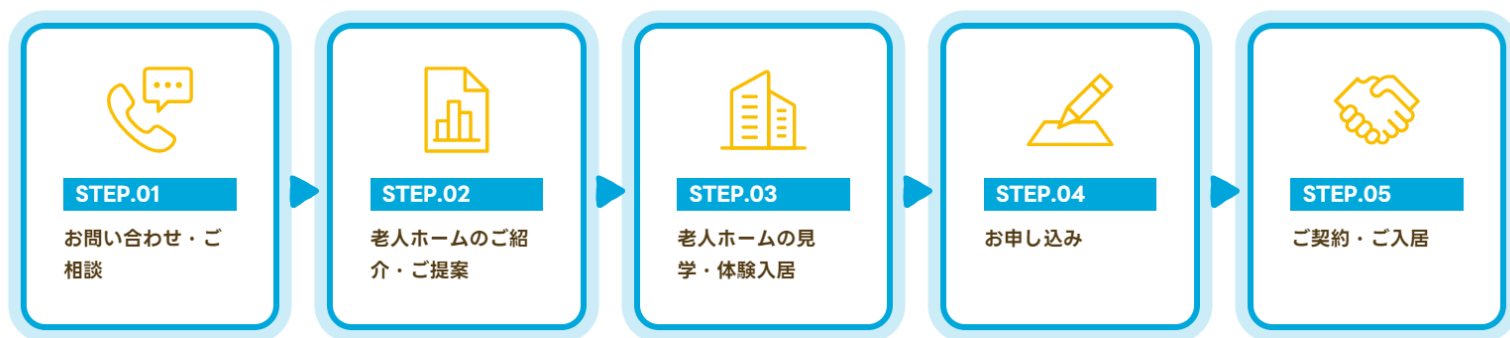 STEP.01
お問い合わせ・ご
相談
STEP.02
老人ホームのご紹
介・ご提案
STEP.03
老人ホームの見
学・体験入居
STEP.04
お申し込み
STEP.05
ご契約・ご入居